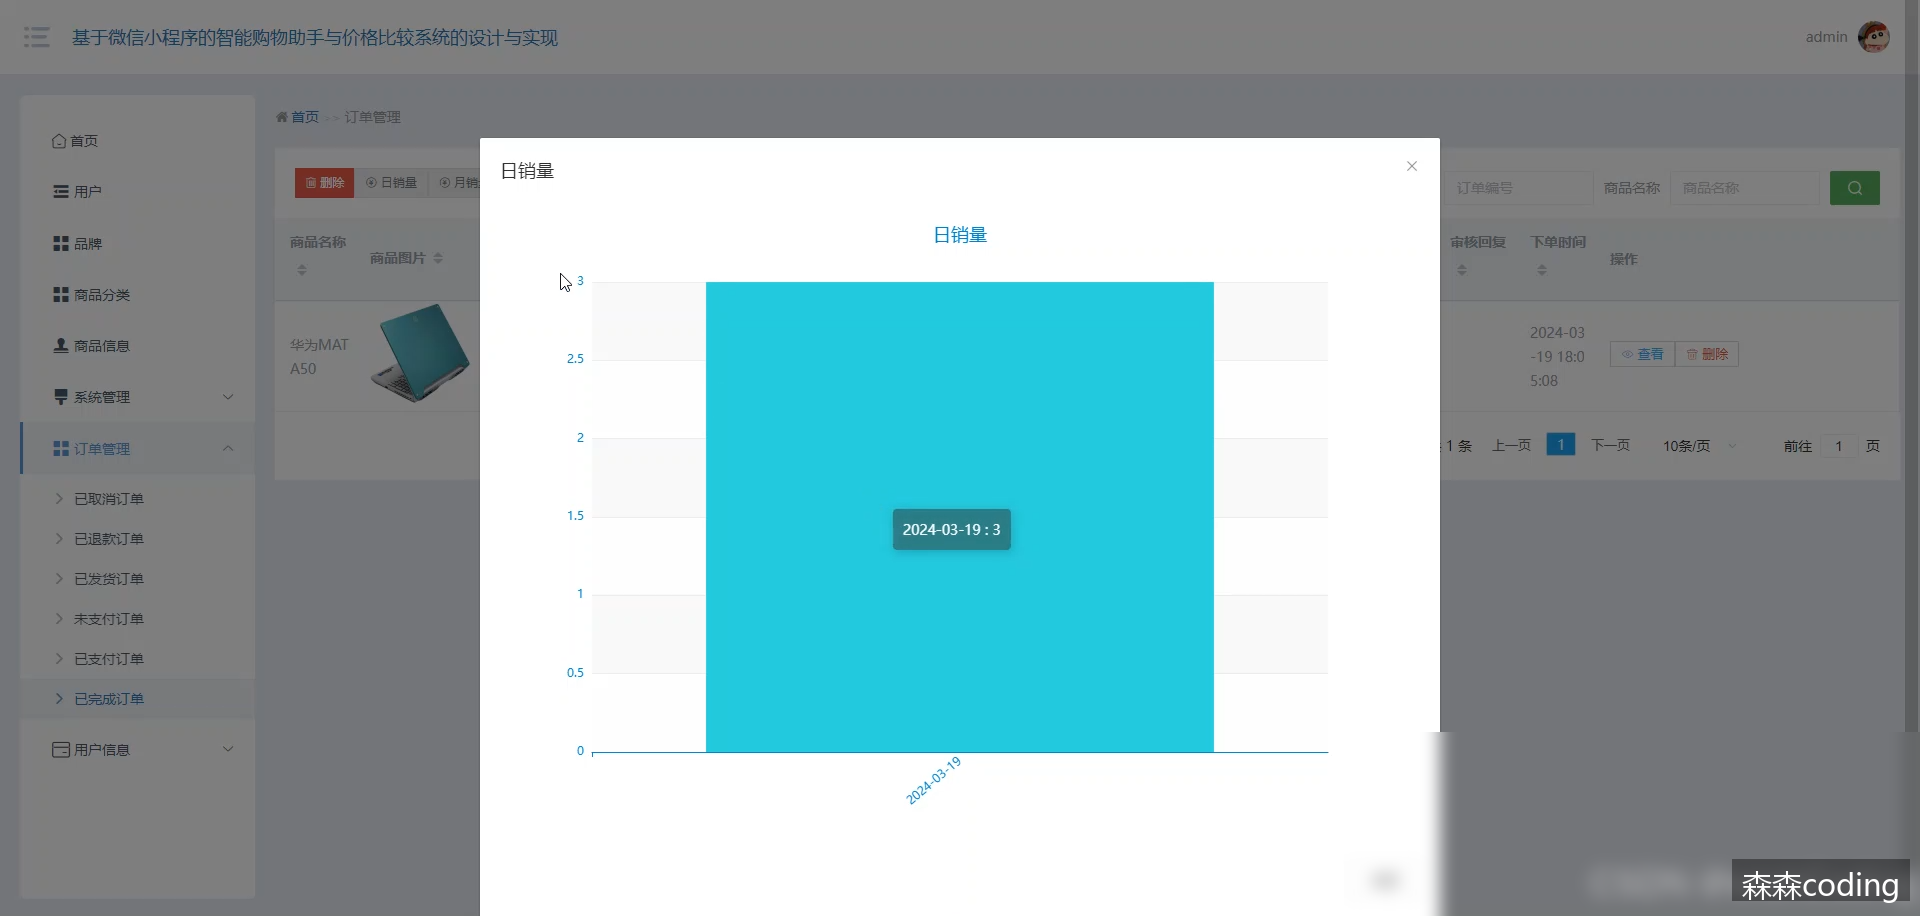 基于微信小程序的智能购物助手与价格比较系统的设计与实现
admin
首页
用户
品牌
商品分类
商品信息
系统管理
订单管理
已取消订单
已退款订单
已发货订单
未支付订单
已支付订单
已完成订单
用户信息
首页 >> 订单管理
删除 日销量 月销
订单编号 商品名称 商品名称
商品名称 商品图片 审核回复 下单时间 操作
华为MAT
A50
2024-03
-19 18:0
5:08
查看 删除
1 条 上一页 1 下一页 10条/页 前往 1 页
日销量
日销量
3
2.5
2
1.5
1
0.5
0
2024-03-19 : 3
2024-03-19
森森coding